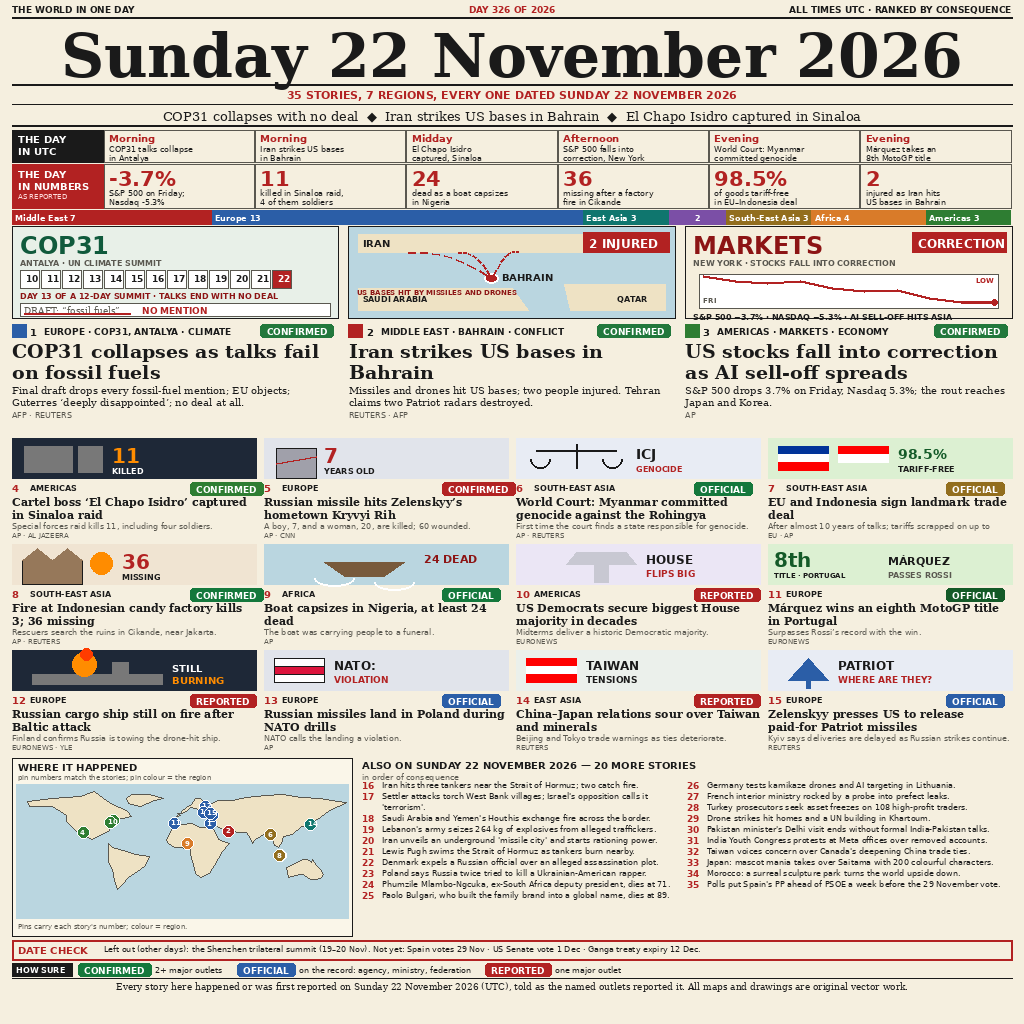 THE WORLD IN ONE DAY
DAY 326 OF 2026
ALL TIMES UTC · RANKED BY CONSEQUENCE
Sunday 22 November 2026
35 STORIES, 7 REGIONS, EVERY ONE DATED SUNDAY 22 NOVEMBER 2026
COP31 collapses with no deal ◆ Iran strikes US bases in Bahrain ◆ El Chapo Isidro captured in Sinaloa
THE DAY
IN UTC
Morning
COP31 talks collapse
in Antalya
Morning
Iran strikes US bases
in Bahrain
Midday
El Chapo Isidro
captured, Sinaloa
Afternoon
S&P 500 falls into
correction, New York
Evening
World Court: Myanmar
committed genocide
Evening
Márquez takes an
8th MotoGP title
THE DAY
IN NUMBERS
AS REPORTED
-3.7%
S&P 500 on Friday;
Nasdaq -5.3%
11
killed in Sinaloa raid,
4 of them soldiers
24
dead as a boat capsizes
in Nigeria
36
missing after a factory
fire in Cikande
98.5%
of goods tariff-free
in EU–Indonesia deal
2
injured as Iran hits
US bases in Bahrain
Middle East 7
Europe 13
East Asia 3
2
South-East Asia 3
Africa 4
Americas 3
COP31
ANTALYA · UN CLIMATE SUMMIT
10 11 12 13 14 15 16 17 18 19 20 21 22
DAY 13 OF A 12-DAY SUMMIT · TALKS END WITH NO DEAL
DRAFT: “fossil fuels”
NO MENTION
IRAN
2 INJURED
BAHRAIN
US BASES HIT BY MISSILES AND DRONES
SAUDI ARABIA
QATAR
MARKETS
CORRECTION
NEW YORK · STOCKS FALL INTO CORRECTION
LOW
FRI
S&P 500 −3.7% · NASDAQ −5.3% · AI SELL-OFF HITS ASIA
1 EUROPE · COP31, ANTALYA · CLIMATE
CONFIRMED
COP31 collapses as talks fail
on fossil fuels
Final draft drops every fossil-fuel mention; EU objects;
Guterres ‘deeply disappointed’; no deal at all.
AFP · REUTERS
2 MIDDLE EAST · BAHRAIN · CONFLICT
CONFIRMED
Iran strikes US bases in
Bahrain
Missiles and drones hit US bases; two people injured. Tehran
claims two Patriot radars destroyed.
REUTERS · AFP
3 AMERICAS · MARKETS · ECONOMY
CONFIRMED
US stocks fall into correction
as AI sell-off spreads
S&P 500 drops 3.7% on Friday, Nasdaq 5.3%; the rout reaches
Japan and Korea.
AP
11
KILLED
4 AMERICAS
CONFIRMED
Cartel boss ‘El Chapo Isidro’ captured
in Sinaloa raid
Special forces raid kills 11, including four soldiers.
AP · AL JAZEERA
7
YEARS OLD
5 EUROPE
CONFIRMED
Russian missile hits Zelenskyy’s
hometown Kryvyi Rih
A boy, 7, and a woman, 20, are killed; 60 wounded.
AP · CNN
ICJ
GENOCIDE
6 SOUTH-EAST ASIA
OFFICIAL
World Court: Myanmar committed
genocide against the Rohingya
First time the court finds a state responsible for genocide.
AP · REUTERS
98.5%
TARIFF-FREE
7 SOUTH-EAST ASIA
OFFICIAL
EU and Indonesia sign landmark trade
deal
After almost 10 years of talks; tariffs scrapped on up to
EU · AP
36
MISSING
8 SOUTH-EAST ASIA
CONFIRMED
Fire at Indonesian candy factory kills
3; 36 missing
Rescuers search the ruins in Cikande, near Jakarta.
AP · REUTERS
24 DEAD
9 AFRICA
OFFICIAL
Boat capsizes in Nigeria, at least 24
dead
The boat was carrying people to a funeral.
AP
HOUSE
FLIPS BIG
10 AMERICAS
REPORTED
US Democrats secure biggest House
majority in decades
Midterms deliver a historic Democratic majority.
EURONEWS
8th
TITLE · PORTUGAL
MÁRQUEZ
PASSES ROSSI
11 EUROPE
OFFICIAL
Márquez wins an eighth MotoGP title
in Portugal
Surpasses Rossi’s record with the win.
EURONEWS
STILL
BURNING
12 EUROPE
REPORTED
Russian cargo ship still on fire after
Baltic attack
Finland confirms Russia is towing the drone-hit ship.
EURONEWS · YLE
NATO:
VIOLATION
13 EUROPE
OFFICIAL
Russian missiles land in Poland during
NATO drills
NATO calls the landing a violation.
AP
TAIWAN
TENSIONS
14 EAST ASIA
REPORTED
China–Japan relations sour over Taiwan
and minerals
Beijing and Tokyo trade warnings as ties deteriorate.
REUTERS
PATRIOT
WHERE ARE THEY?
15 EUROPE
OFFICIAL
Zelenskyy presses US to release
paid-for Patriot missiles
Kyiv says deliveries are delayed as Russian strikes continue.
REUTERS
WHERE IT HAPPENED
pin numbers match the stories; pin colour = the region
4
10
11
9
2
6
8
14
Pins carry each story's number; colour = region.
ALSO ON SUNDAY 22 NOVEMBER 2026 — 20 MORE STORIES
in order of consequence
16 Iran hits three tankers near the Strait of Hormuz; two catch fire.
17 Settler attacks torch West Bank villages; Israel's opposition calls it
‘terrorism’.
18 Saudi Arabia and Yemen's Houthis exchange fire across the border.
19 Lebanon's army seizes 264 kg of explosives from alleged traffickers.
20 Iran unveils an underground ‘missile city’ and starts rationing power.
21 Lewis Pugh swims the Strait of Hormuz as tankers burn nearby.
22 Denmark expels a Russian official over an alleged assassination plot.
23 Poland says Russia twice tried to kill a Ukrainian-American rapper.
24 Phumzile Mlambo-Ngcuka, ex-South Africa deputy president, dies at 71.
25 Paolo Bulgari, who built the family brand into a global name, dies at 89.
26 Germany tests kamikaze drones and AI targeting in Lithuania.
27 French interior ministry rocked by a probe into prefect leaks.
28 Turkey prosecutors seek asset freezes on 108 high-profit traders.
29 Drone strikes hit homes and a UN building in Khartoum.
30 Pakistan minister's Delhi visit ends without formal India-Pakistan talks.
31 India Youth Congress protests at Meta offices over removed accounts.
32 Taiwan voices concern over Canada's deepening China trade ties.
33 Japan: mascot mania takes over Saitama with 200 colourful characters.
34 Morocco: a surreal sculpture park turns the world upside down.
35 Polls put Spain's PP ahead of PSOE a week before the 29 November vote.
DATE CHECK
Left out (other days): the Shenzhen trilateral summit (19–20 Nov). Not yet: Spain votes 29 Nov · US Senate vote 1 Dec · Ganga treaty expiry 12 Dec.
HOW SURE
CONFIRMED
2+ major outlets
OFFICIAL
on the record: agency, ministry, federation
REPORTED
one major outlet
Every story here happened or was first reported on Sunday 22 November 2026 (UTC), told as the named outlets reported it. All maps and drawings are original vector work.